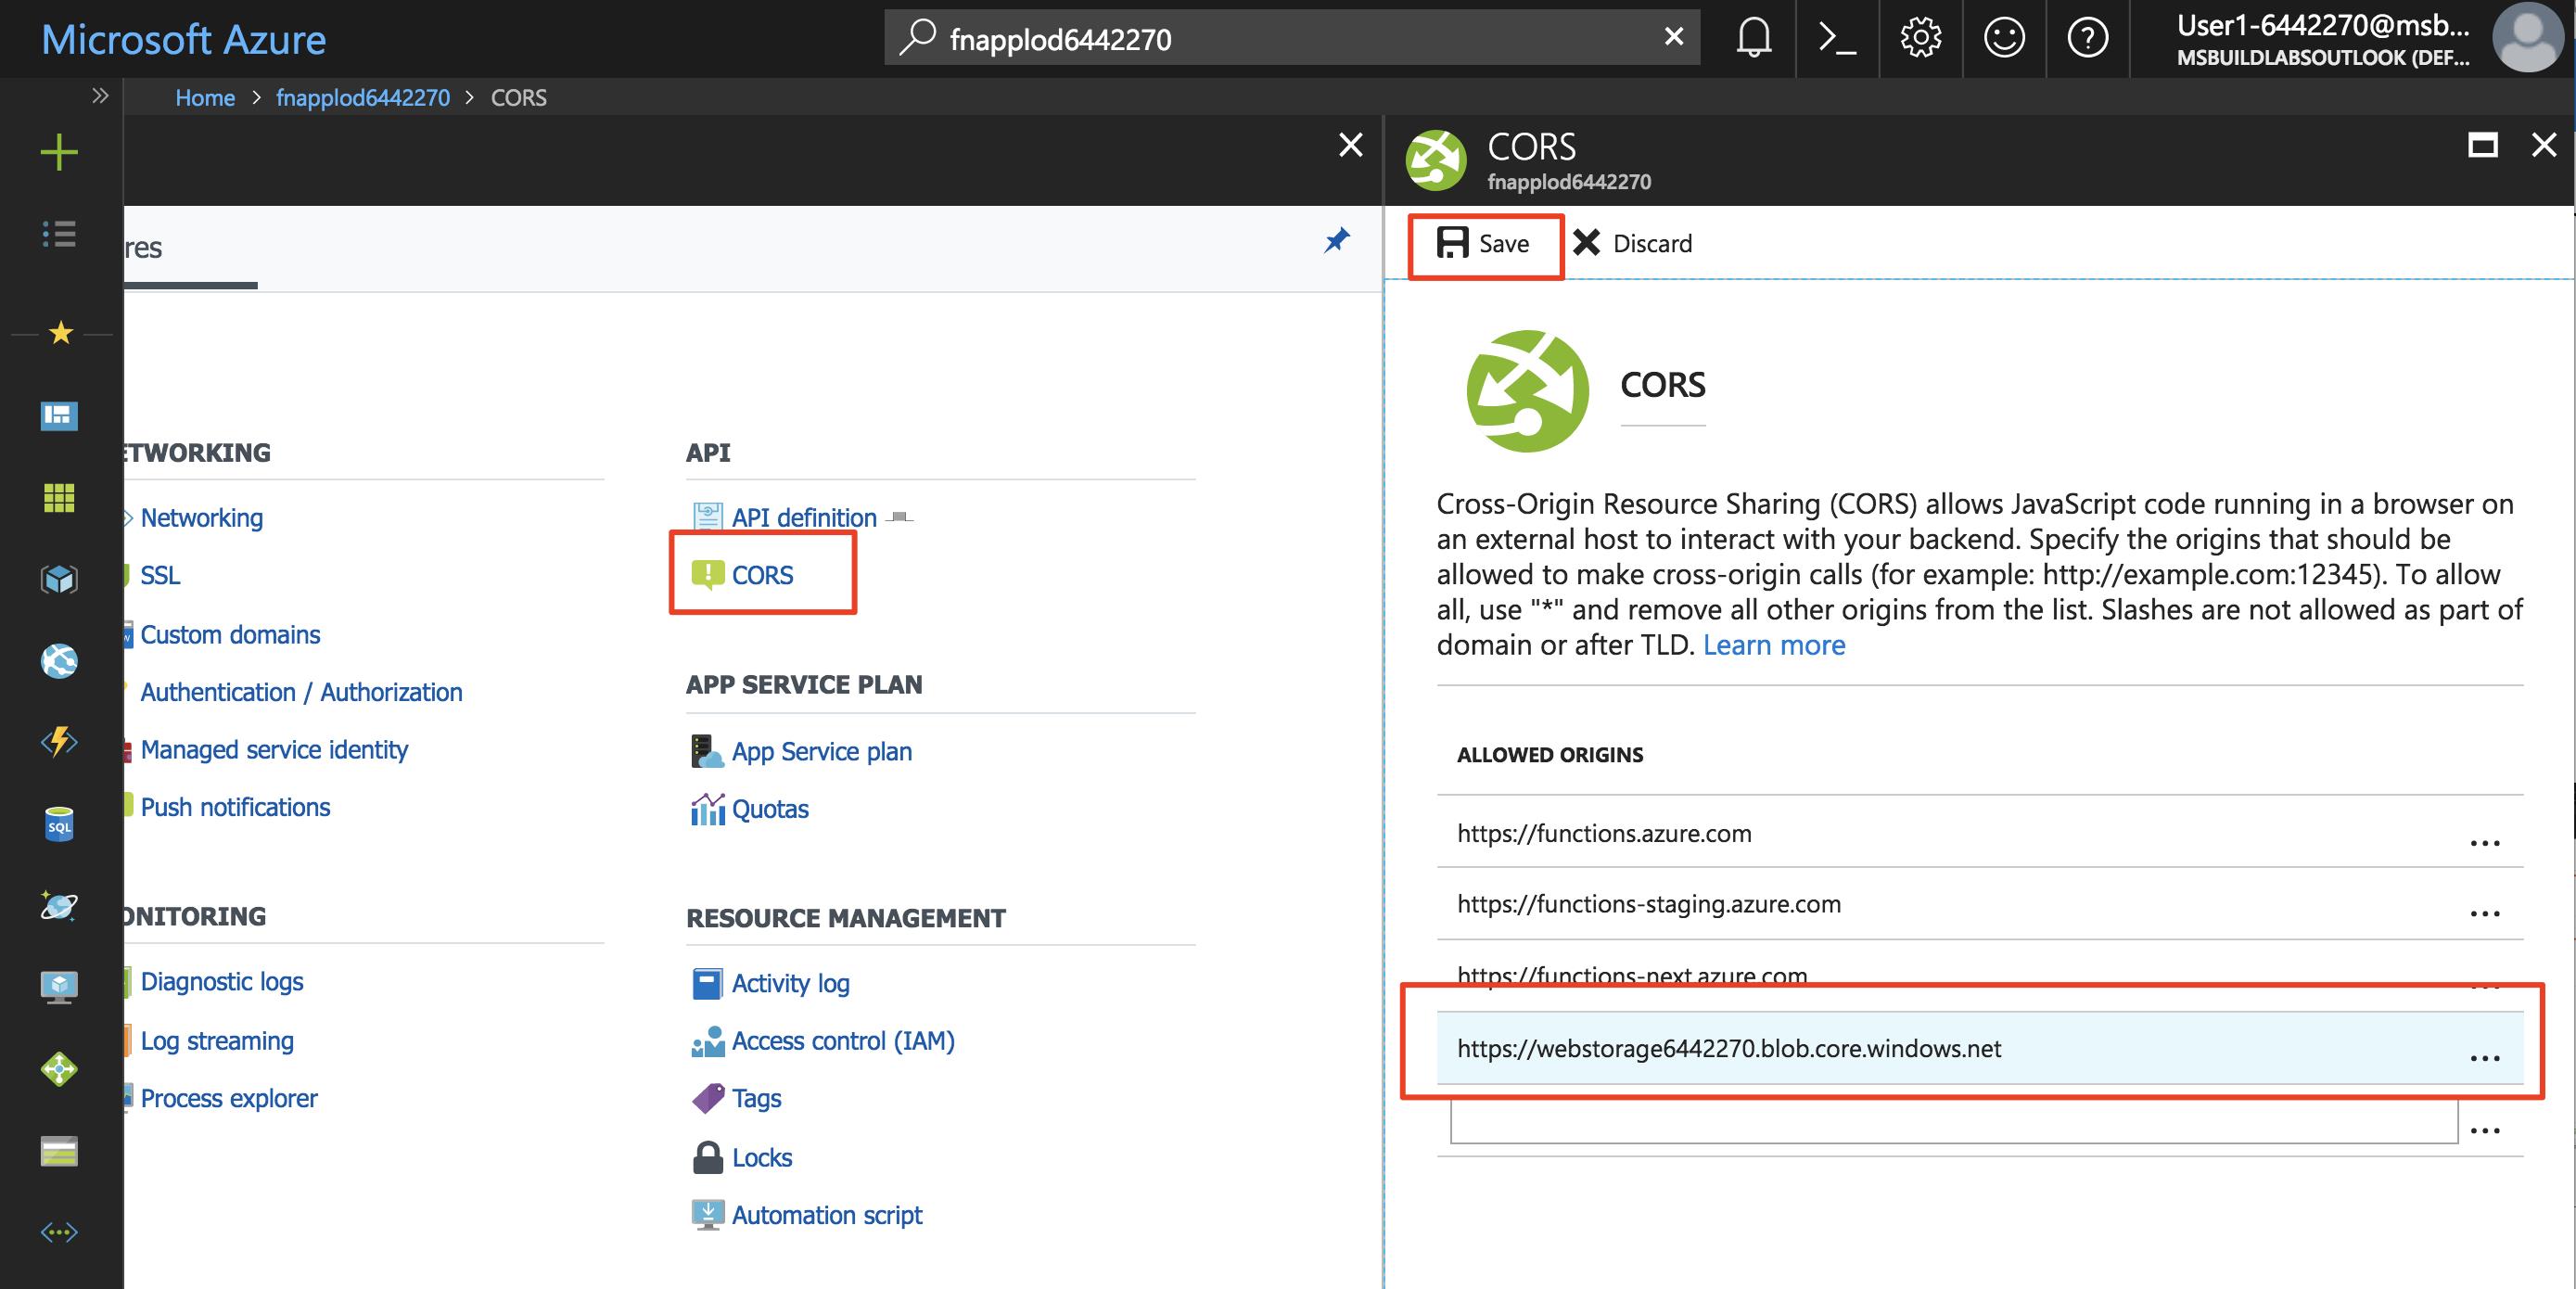 Microsoft Azure
fnapplod6442270
User1-6442270@msb...
MSBUILDLABSOUTLOOK (DEF...
Home > fnapplod6442270 > CORS
CORS
fnapplod6442270
res
Save
Discard
ETWORKING
Networking
SSL
Custom domains
Authentication / Authorization
Managed service identity
Push notifications
ONITORING
Diagnostic logs
Log streaming
Process explorer
API
API definition
CORS
APP SERVICE PLAN
App Service plan
Quotas
RESOURCE MANAGEMENT
Activity log
Access control (IAM)
Tags
Locks
Automation script
SQL
CORS
Cross-Origin Resource Sharing (CORS) allows JavaScript code running in a browser on
an external host to interact with your backend. Specify the origins that should be
allowed to make cross-origin calls (for example: http://example.com:12345). To allow
all, use "*" and remove all other origins from the list. Slashes are not allowed as part of
domain or after TLD. Learn more
ALLOWED ORIGINS
https://functions.azure.com ...
https://functions-staging.azure.com ...
https://functions-next.azure.com ...
https://webstorage6442270.blob.core.windows.net ...
...